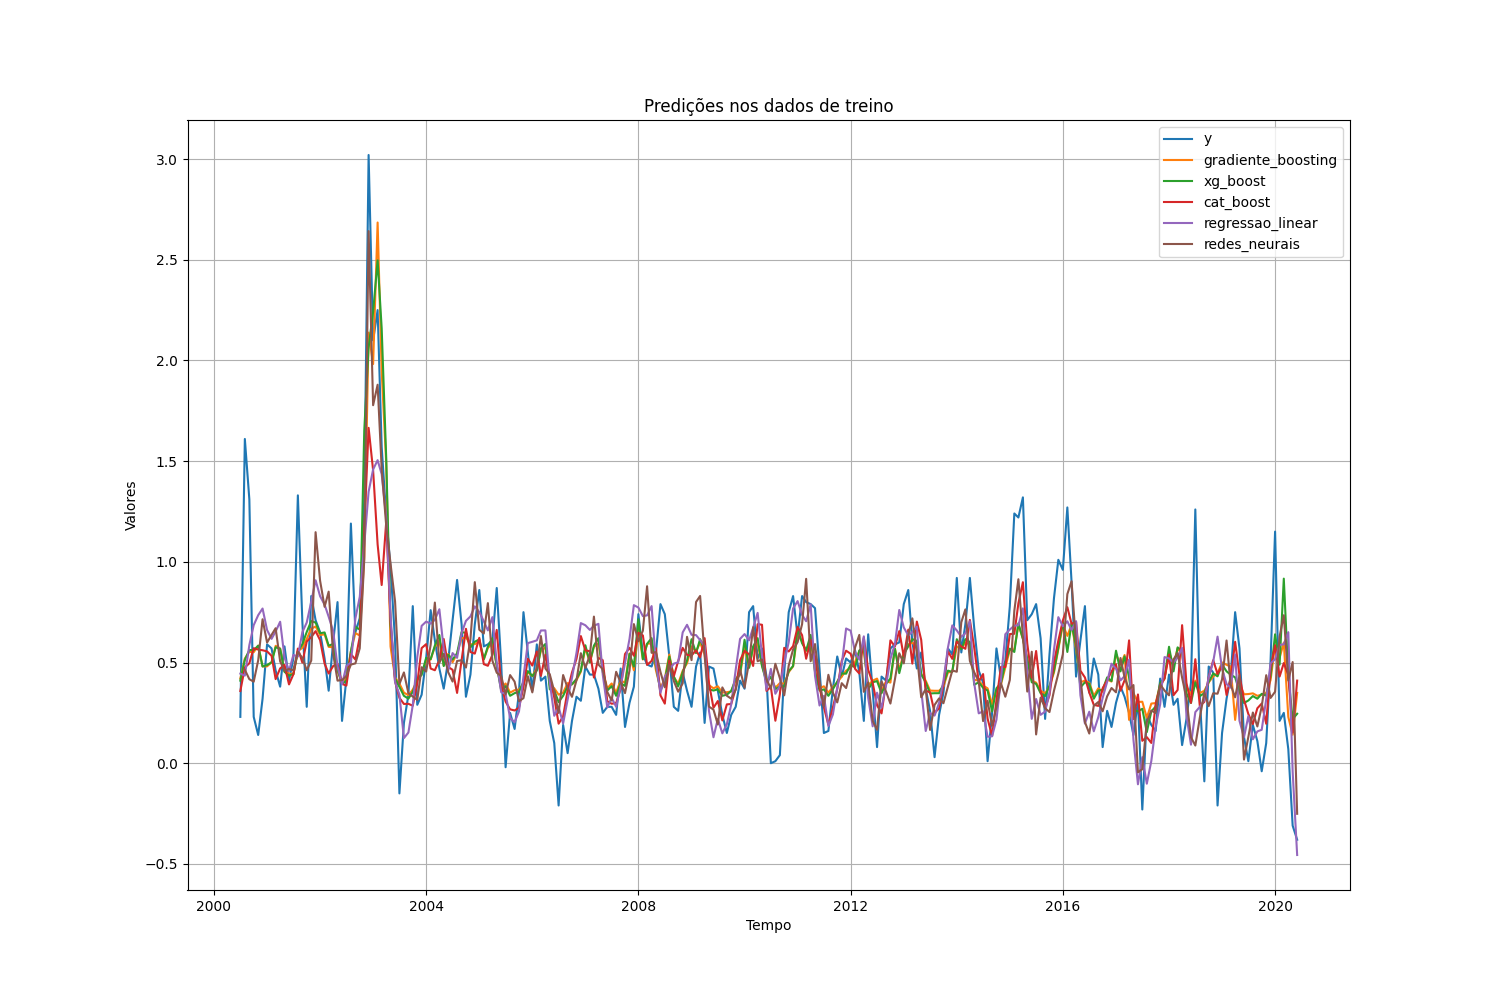 Predições nos dados de treino
y
gradiente_boosting
xg_boost
cat_boost
regressao_linear
redes_neurais
Valores
3.0
2.5
2.0
1.5
1.0
0.5
0.0
−0.5
2000
2004
2008
2012
2016
2020
Tempo